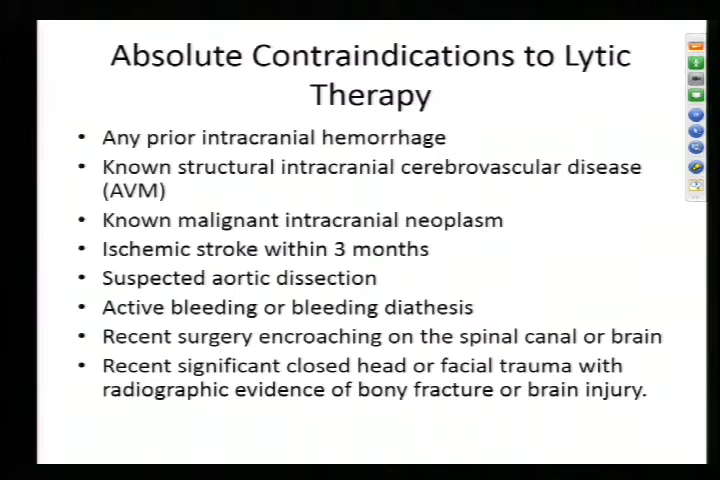 Absolute Contraindications to Lytic
Therapy
• Any prior intracranial hemorrhage
• Known structural intracranial cerebrovascular disease
(AVM)
• Known malignant intracranial neoplasm
• Ischemic stroke within 3 months
• Suspected aortic dissection
• Active bleeding or bleeding diathesis
• Recent surgery encroaching on the spinal canal or brain
• Recent significant closed head or facial trauma with
radiographic evidence of bony fracture or brain injury.